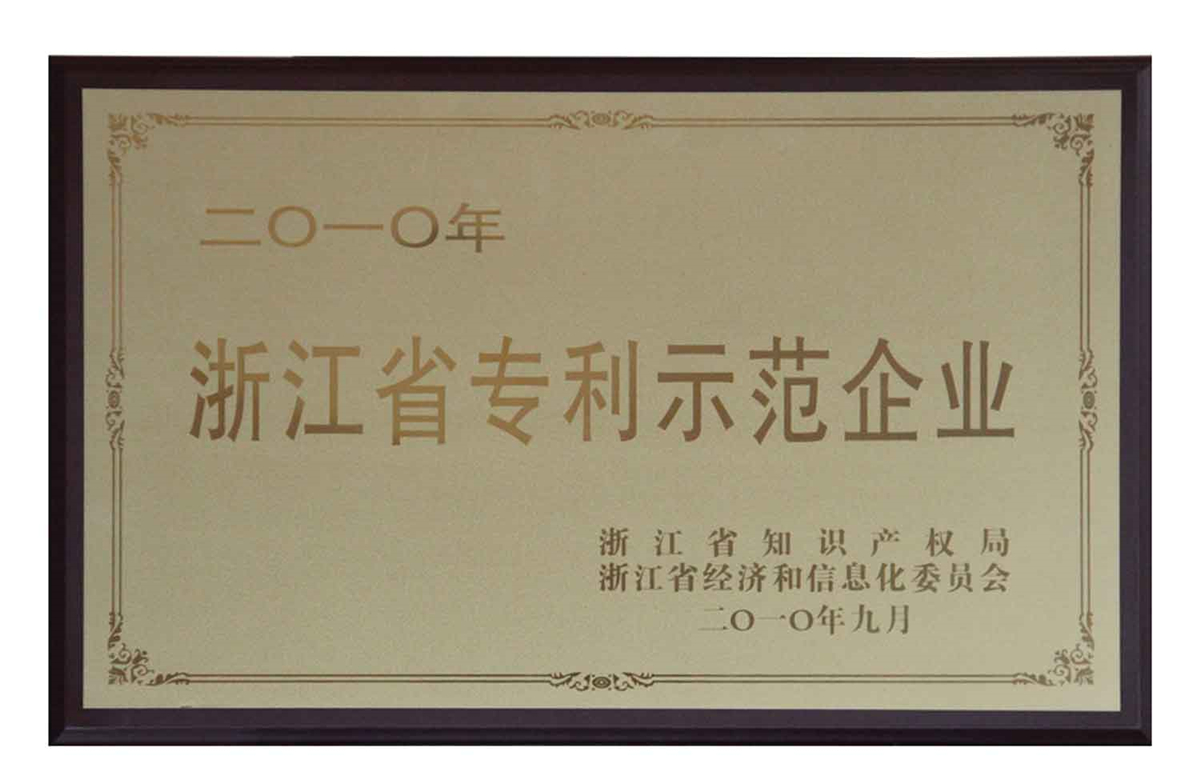 二〇一〇年
浙江省专利示范企业
浙江省知识产权局
浙江省经济和信息化委员会
二〇一〇年九月